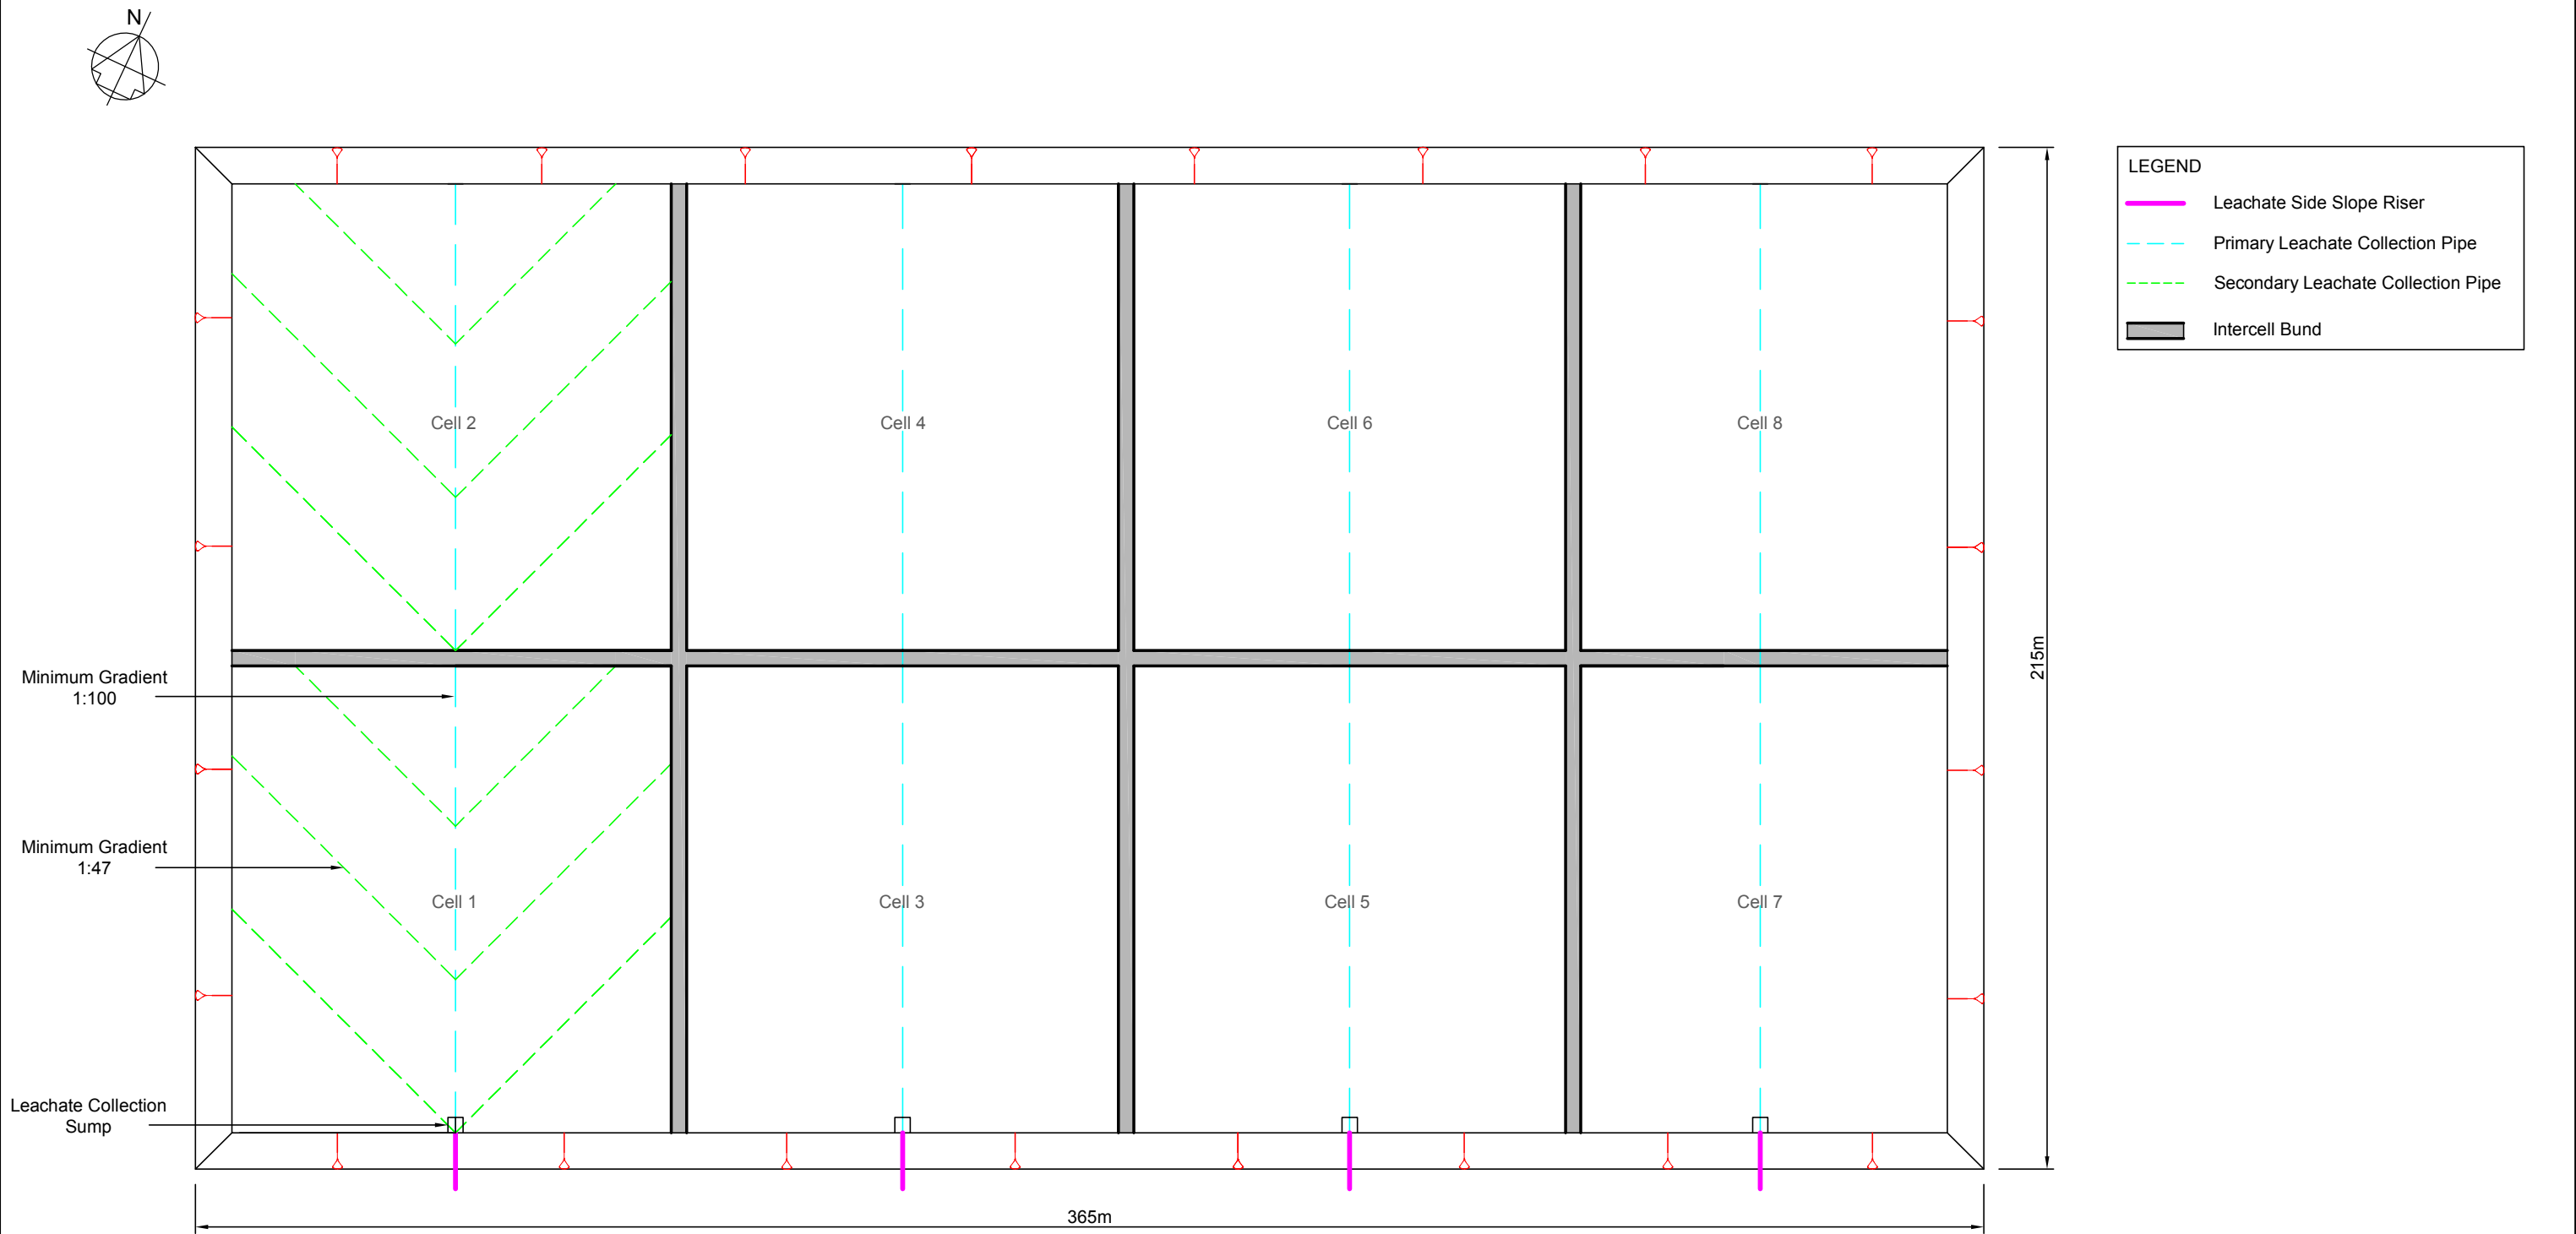 N
LEGEND
Leachate Side Slope Riser
Primary Leachate Collection Pipe
Secondary Leachate Collection Pipe
Intercell Bund
Cell 2
Cell 4
Cell 6
Cell 8
215m
Minimum Gradient
1:100
Minimum Gradient
1:47
Cell 1
Cell 3
Cell 5
Cell 7
Leachate Collection
Sump
365m